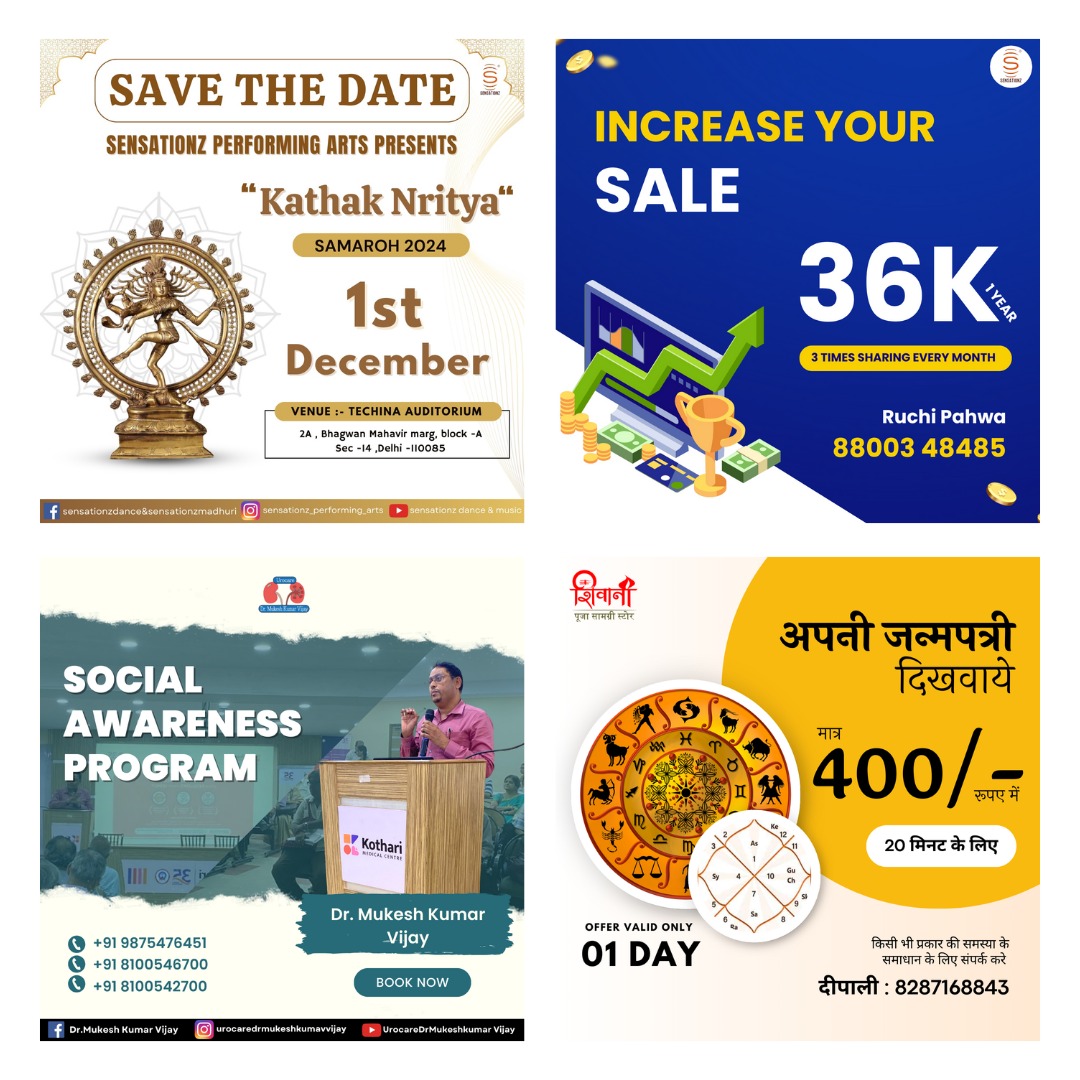 SAVE THE DATE
SENSATIONZ
SENSATIONZ PERFORMING ARTS PRESENTS
“Kathak Nritya“
SAMAROH 2024
1st
December
VENUE :- TECHINA AUDITORIUM
2A , Bhagwan Mahavir marg, block -A
Sec -14 ,Delhi -110085
sensationzdance&sensationzmadhuri sensationz_performing_arts sensationz dance & music
SENSATIONZ
INCREASE YOUR
SALE
36K
1 YEAR
3 TIMES SHARING EVERY MONTH
Ruchi Pahwa
88003 48485
Urocare
Dr. Mukesh Kumar Vijay
SOCIAL
AWARENESS
PROGRAM
Kothari
MEDICAL CENTRE
Dr. Mukesh Kumar
Vijay
+91 9875476451
+91 8100546700
+91 8100542700
BOOK NOW
Dr.Mukesh Kumar Vijay urocaredrmukeshkumavvijay UrocareDrMukeshkumar Vijay
शिवानी
पूजा सामग्री स्टोर
अपनी जन्मपत्री
दिखवाये
मात्र
400/-
रूपए में
20 मिनट के लिए
Ke
12
11
As
1
2
3
Sy
4
10
Gu
Ch
7
Sa
5
6
Ra
8
9
Si
OFFER VALID ONLY
01 DAY
किसी भी प्रकार की समस्या के
समाधान के लिए संपर्क करे
दीपाली : 8287168843